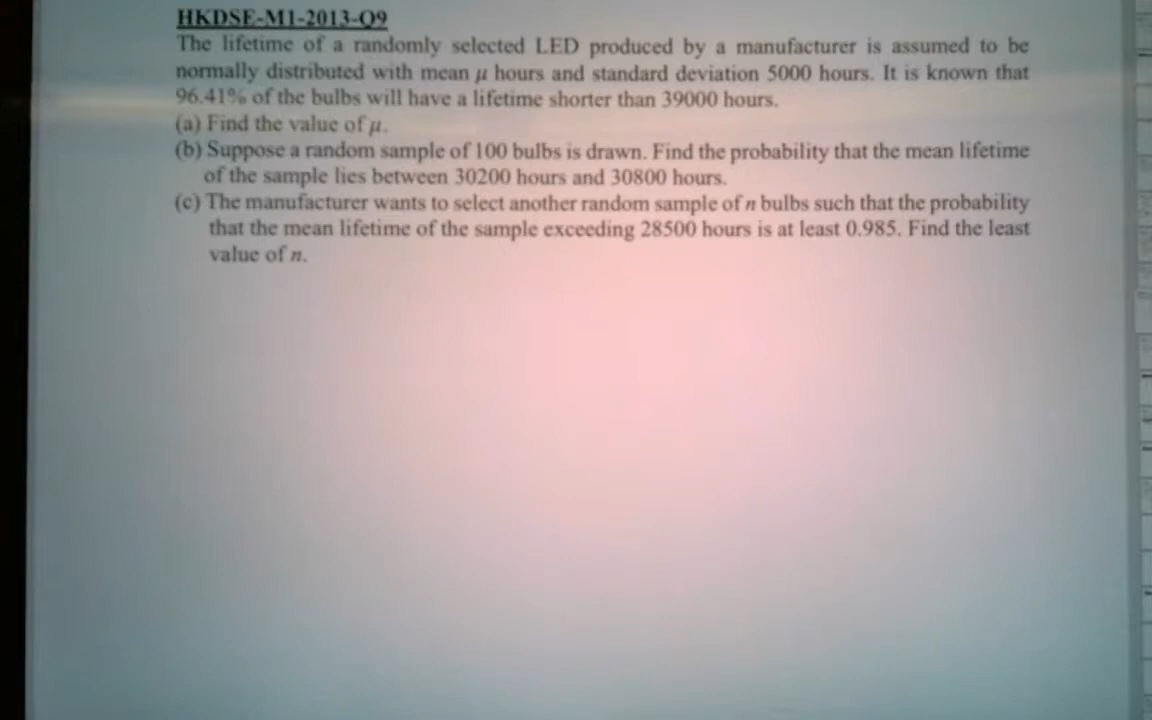 HKDSE-M1-2013-Q9
The lifetime of a randomly selected LED produced by a manufacturer is assumed to be
normally distributed with mean μ hours and standard deviation 5000 hours. It is known that
96.41% of the bulbs will have a lifetime shorter than 39000 hours.
(a) Find the value of μ.
(b) Suppose a random sample of 100 bulbs is drawn. Find the probability that the mean lifetime
of the sample lies between 30200 hours and 30800 hours.
(c) The manufacturer wants to select another random sample of n bulbs such that the probability
that the mean lifetime of the sample exceeding 28500 hours is at least 0.985. Find the least
value of n.